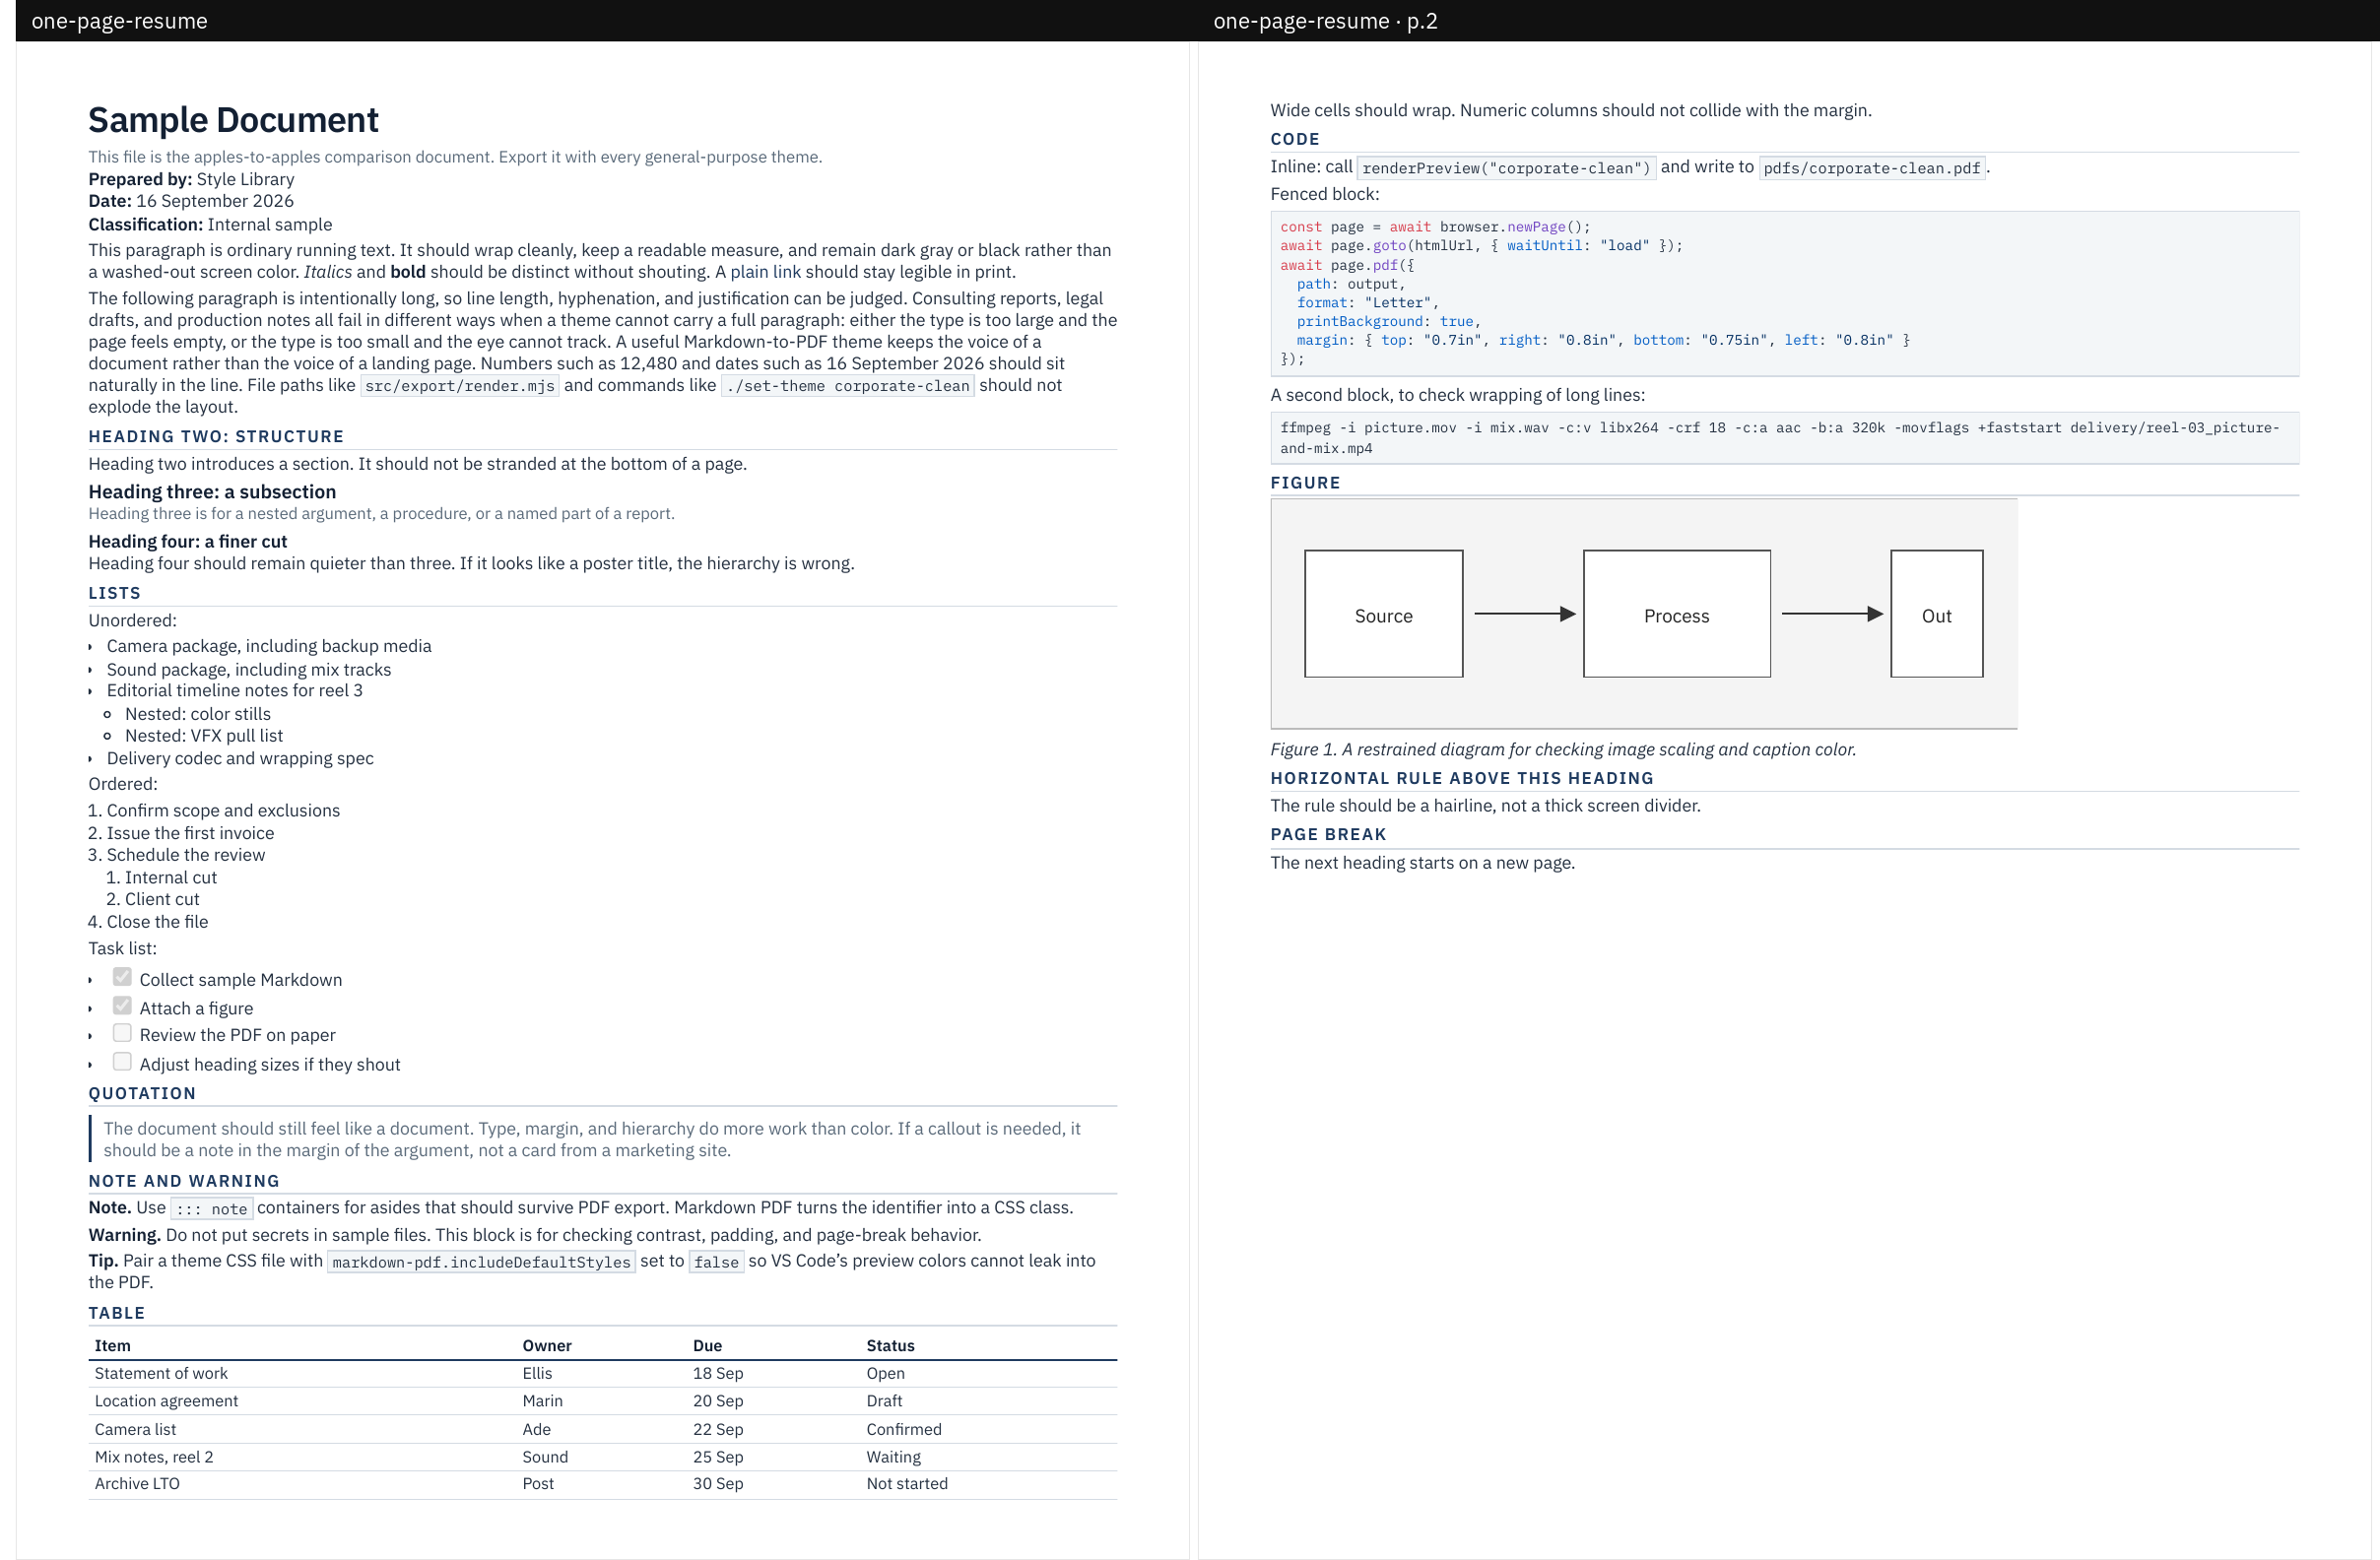 one-page-resume
Sample Document
This file is the apples-to-apples comparison document. Export it with every general-purpose theme.
Prepared by: Style Library
Date: 16 September 2026
Classification: Internal sample
This paragraph is ordinary running text. It should wrap cleanly, keep a readable measure, and remain dark gray or black rather than
a washed-out screen color. Italics and bold should be distinct without shouting. A plain link should stay legible in print.
The following paragraph is intentionally long, so line length, hyphenation, and justification can be judged. Consulting reports, legal
drafts, and production notes all fail in different ways when a theme cannot carry a full paragraph: either the type is too large and the
page feels empty, or the type is too small and the eye cannot track. A useful Markdown-to-PDF theme keeps the voice of a
document rather than the voice of a landing page. Numbers such as 12,480 and dates such as 16 September 2026 should sit
naturally in the line. File paths like src/export/render.mjs and commands like ./set-theme corporate-clean should not
explode the layout.
HEADING TWO: STRUCTURE
Heading two introduces a section. It should not be stranded at the bottom of a page.
Heading three: a subsection
Heading three is for a nested argument, a procedure, or a named part of a report.
Heading four: a finer cut
Heading four should remain quieter than three. If it looks like a poster title, the hierarchy is wrong.
LISTS
Unordered:
Camera package, including backup media
Sound package, including mix tracks
Editorial timeline notes for reel 3
Nested: color stills
Nested: VFX pull list
Delivery codec and wrapping spec
Ordered:
1. Confirm scope and exclusions
2. Issue the first invoice
3. Schedule the review
1. Internal cut
2. Client cut
4. Close the file
Task list:
Collect sample Markdown
Attach a figure
Review the PDF on paper
Adjust heading sizes if they shout
QUOTATION
The document should still feel like a document. Type, margin, and hierarchy do more work than color. If a callout is needed, it
should be a note in the margin of the argument, not a card from a marketing site.
NOTE AND WARNING
Note. Use ::: note containers for asides that should survive PDF export. Markdown PDF turns the identifier into a CSS class.
Warning. Do not put secrets in sample files. This block is for checking contrast, padding, and page-break behavior.
Tip. Pair a theme CSS file with markdown-pdf.includeDefaultStyles set to false so VS Code’s preview colors cannot leak into
the PDF.
TABLE
Item Owner Due Status
Statement of work Ellis 18 Sep Open
Location agreement Marin 20 Sep Draft
Camera list Ade 22 Sep Confirmed
Mix notes, reel 2 Sound 25 Sep Waiting
Archive LTO Post 30 Sep Not started
one-page-resume · p.2
Wide cells should wrap. Numeric columns should not collide with the margin.
CODE
Inline: call renderPreview("corporate-clean") and write to pdfs/corporate-clean.pdf.
Fenced block:
const page = await browser.newPage();
await page.goto(htmlUrl, { waitUntil: "load" });
await page.pdf({
  path: output,
  format: "Letter",
  printBackground: true,
  margin: { top: "0.7in", right: "0.8in", bottom: "0.75in", left: "0.8in" }
});
A second block, to check wrapping of long lines:
ffmpeg -i picture.mov -i mix.wav -c:v libx264 -crf 18 -c:a aac -b:a 320k -movflags +faststart delivery/reel-03_picture-
and-mix.mp4
FIGURE
Source Process Out
Figure 1. A restrained diagram for checking image scaling and caption color.
HORIZONTAL RULE ABOVE THIS HEADING
The rule should be a hairline, not a thick screen divider.
PAGE BREAK
The next heading starts on a new page.